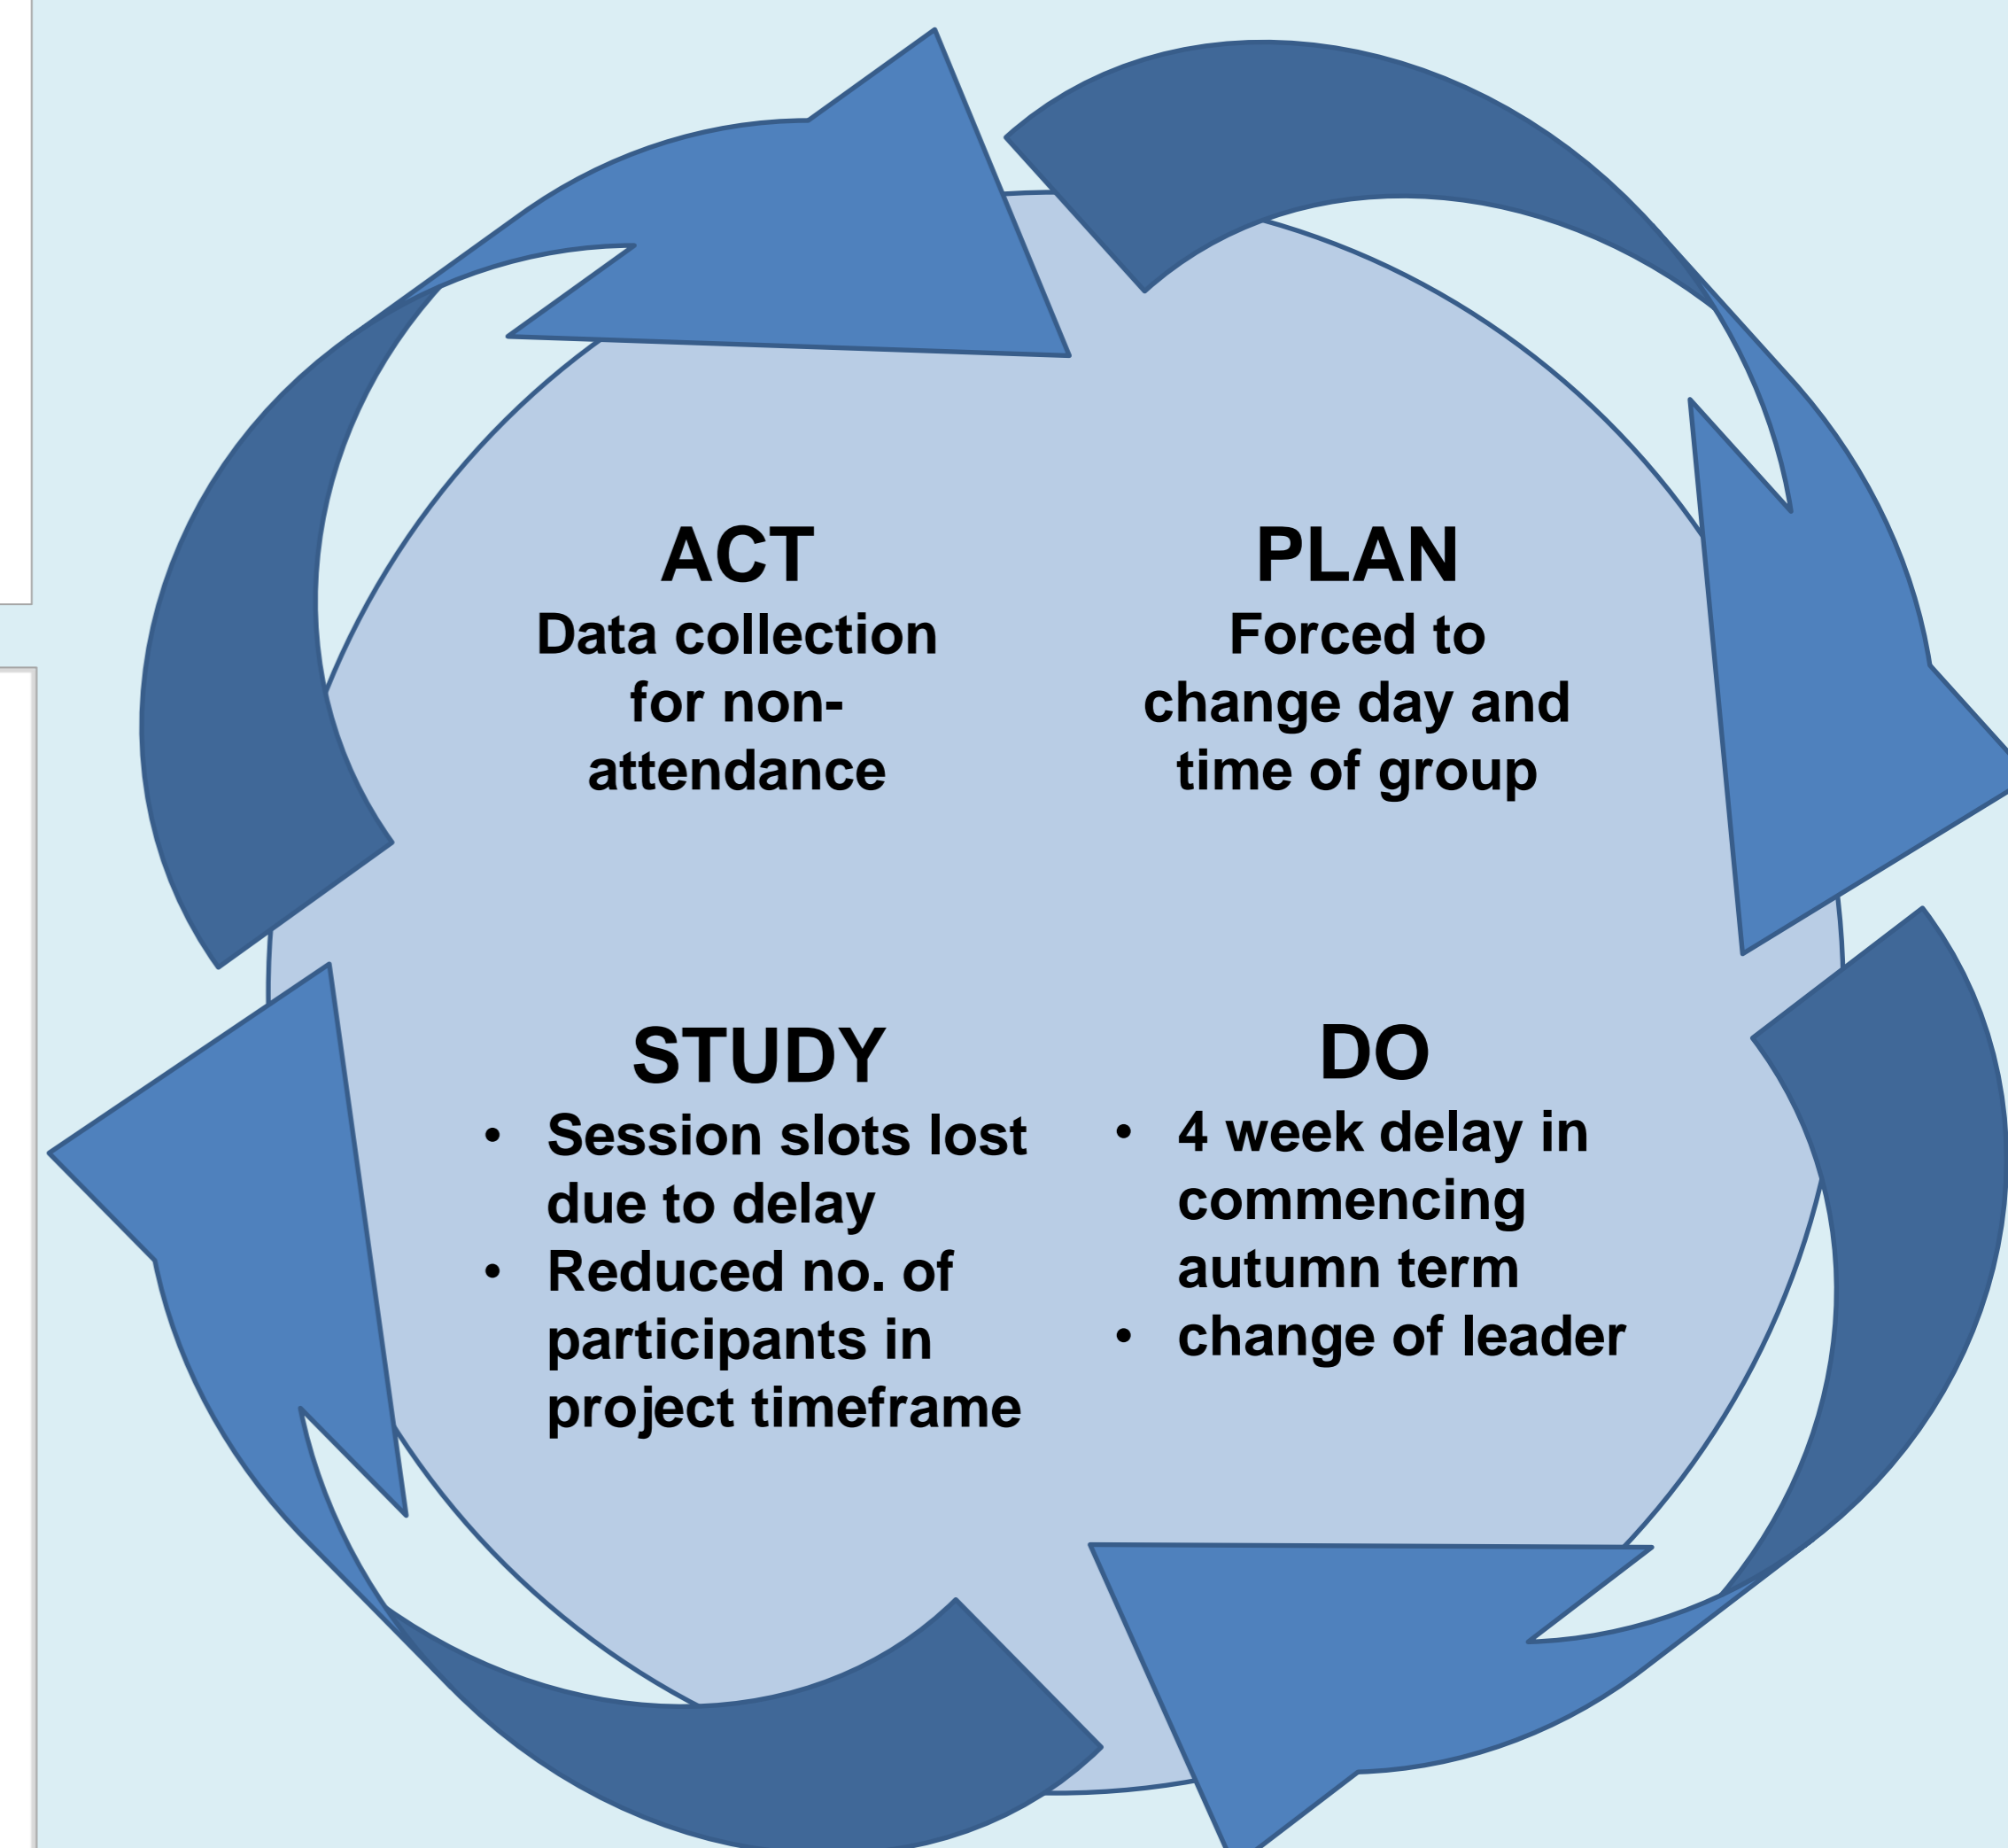 ACT
Data collection
for non-
attendance
PLAN
Forced to
change day and
time of group
STUDY
• Session slots lost
due to delay
• Reduced no. of
participants in
project timeframe
DO
• 4 week delay in
commencing
autumn term
• change of leader